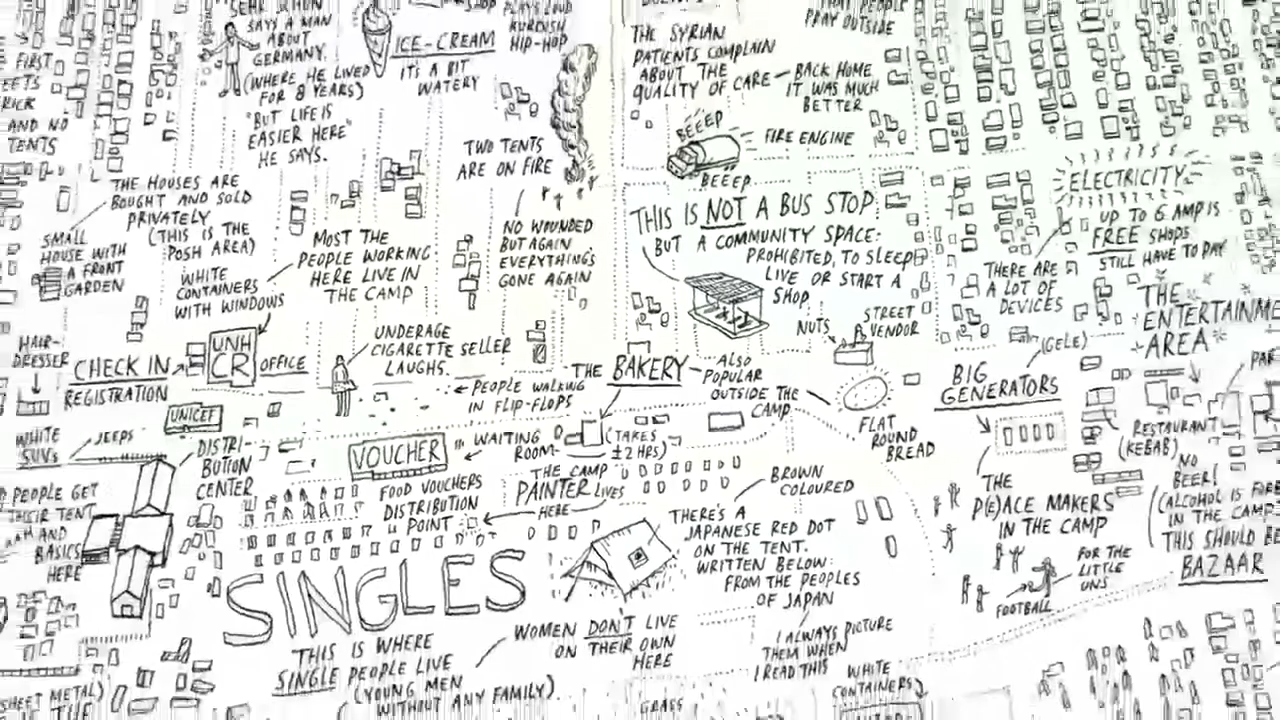 SAYS A MAN
ABOUT
GERMANY.
(WHERE HE LIVED
FOR 8 YEARS)
"BUT LIFE IS
EASIER HERE"
HE SAYS.
ICE-CREAM
IT'S A BIT
WATERY
PLAYS LOUD
KURDISH
HIP-HOP
THE SYRIAN
PATIENTS COMPLAIN
ABOUT THE
QUALITY OF CARE
BACK HOME
IT WAS MUCH
BETTER
THAT PEOPLE
PRAY OUTSIDE
FIRST
AND NO
TENTS
TWO TENTS
ARE ON FIRE
BEEEP
FIRE ENGINE
BEEEP
THE HOUSES ARE
BOUGHT AND SOLD
PRIVATELY
(THIS IS THE
POSH AREA)
SMALL
HOUSE WITH
A FRONT
GARDEN
WHITE
CONTAINERS
WITH WINDOWS
MOST THE
PEOPLE WORKING
HERE LIVE IN
THE CAMP
NO WOUNDED
BUT AGAIN
EVERYTHING'S
GONE AGAIN
THIS IS NOT A BUS STOP
BUT A COMMUNITY SPACE:
PROHIBITED, TO SLEEP
LIVE OR START A
SHOP
ELECTRICITY
UP TO 6 AMP IS
FREE SHOPS
STILL HAVE TO PAY
THERE ARE
A LOT OF
DEVICES
THE
ENTERTAINME
AREA
HAIR-
DRESSER
CHECK IN
REGISTRATION
UNH
CR
OFFICE
UNICEF
UNDERAGE
CIGARETTE SELLER
LAUGHS.
PEOPLE WALKING
IN FLIP-FLOPS
THE BAKERY
ALSO
POPULAR
OUTSIDE THE
CAMP
NUTS
STREET
VENDOR
FLAT
ROUND
BREAD
(GELE)
BIG
GENERATORS
RESTAURANT
(KEBAB)
WHITE
SUVs
JEEPS
DISTRI-
BUTION
CENTER
VOUCHER
WAITING
ROOM
(TAKES
±2 HRS)
FOOD VOUCHERS
DISTRIBUTION
POINT
THE CAMP
PAINTER LIVES
HERE
BROWN
COLOURED
THE
P(E)ACE MAKERS
IN THE CAMP
NO
BEER!
(ALCOHOL IS
IN THE CAMP
THIS SHOULD BE
BAZAAR
PEOPLE GET
THEIR TENT
AND
BASICS
HERE
THERE'S A
JAPANESE RED DOT
ON THE TENT.
WRITTEN BELOW:
FROM THE PEOPLES
OF JAPAN
FOR THE
LITTLE
UNS
FOOTBALL
SINGLES
THIS IS WHERE
SINGLE PEOPLE LIVE
(YOUNG MEN
WITHOUT ANY FAMILY)
WOMEN DON'T LIVE
ON THEIR OWN
HERE
I ALWAYS PICTURE
THEM WHEN
I READ THIS
WHITE
CONTAINERS
SHEET METAL)
GRASS